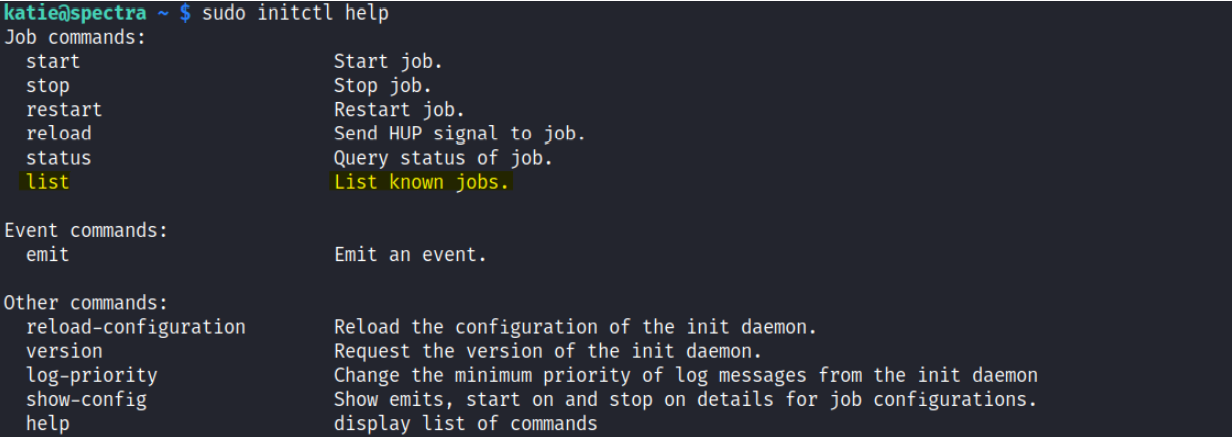 katie@spectra ~ $ sudo initctl help
Job commands:
  start                       Start job.
  stop                        Stop job.
  restart                     Restart job.
  reload                      Send HUP signal to job.
  status                      Query status of job.
  list                        List known jobs.

Event commands:
  emit                        Emit an event.

Other commands:
  reload-configuration        Reload the configuration of the init daemon.
  version                     Request the version of the init daemon.
  log-priority                Change the minimum priority of log messages from the init daemon
  show-config                 Show emits, start on and stop on details for job configurations.
  help                        display list of commands